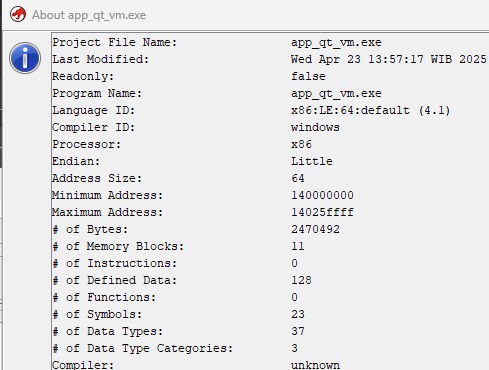 About app_qt_vm.exe
Project File Name: app_qt_vm.exe
Last Modified: Wed Apr 23 13:57:17 WIB 2025
Readonly: false
Program Name: app_qt_vm.exe
Language ID: x86:LE:64:default (4.1)
Compiler ID: windows
Processor: x86
Endian: Little
Address Size: 64
Minimum Address: 140000000
Maximum Address: 14025ffff
# of Bytes: 2470492
# of Memory Blocks: 11
# of Instructions: 0
# of Defined Data: 128
# of Functions: 0
# of Symbols: 23
# of Data Types: 37
# of Data Type Categories: 3
Compiler: unknown